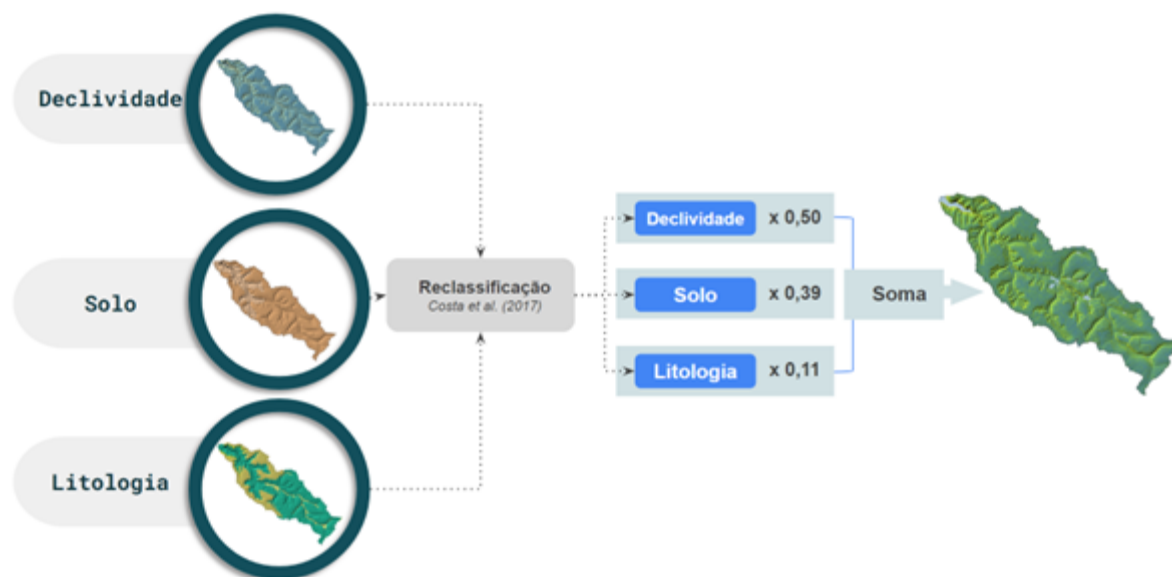 Declividade
Solo
Litologia
Reclassificação
Costa et al. (2017)
Declividade x 0,50
Solo x 0,39
Litologia x 0,11
Soma